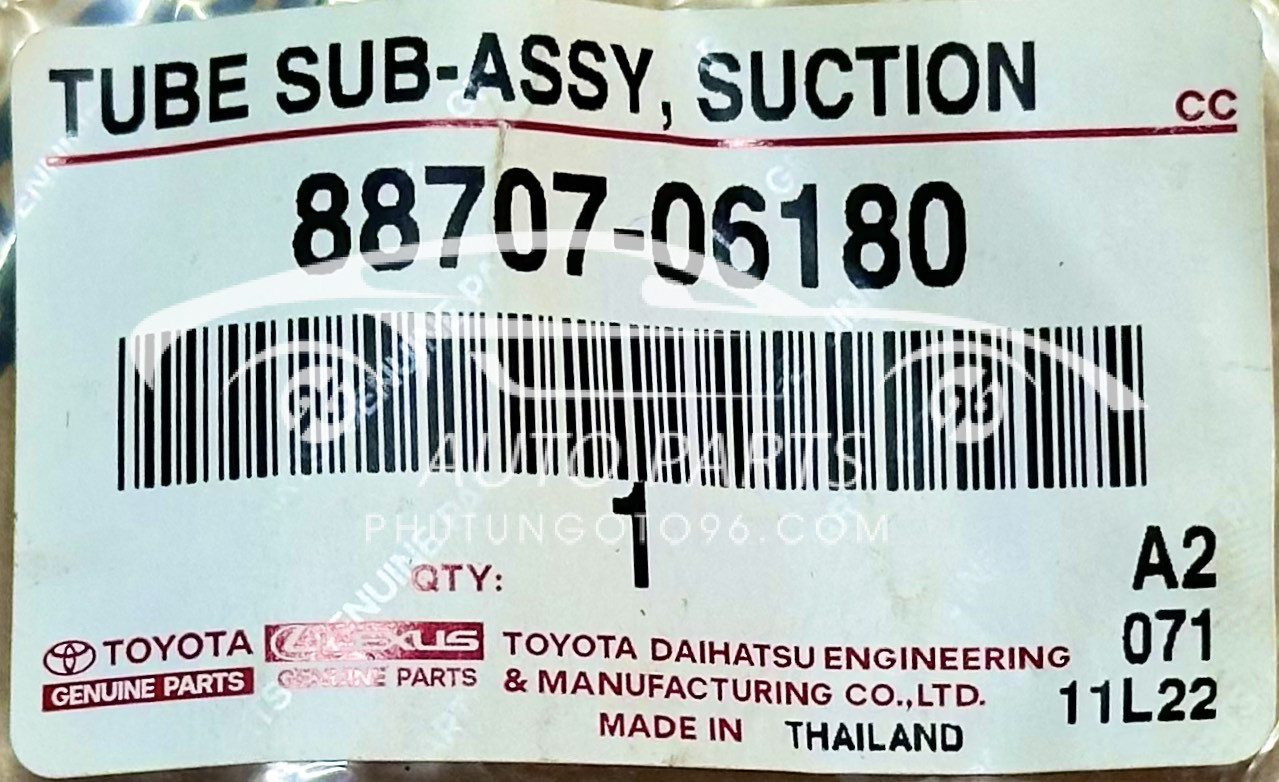 TUBE SUB-ASSY, SUCTION
CC
88707-06180
AUTO PARTS
PHUTUNGOTO96.COM
QTY: 1
A2
071
11L22
TOYOTA
GENUINE PARTS
LEXUS
GENUINE PARTS
TOYOTA DAIHATSU ENGINEERING
& MANUFACTURING CO.,LTD.
MADE IN THAILAND